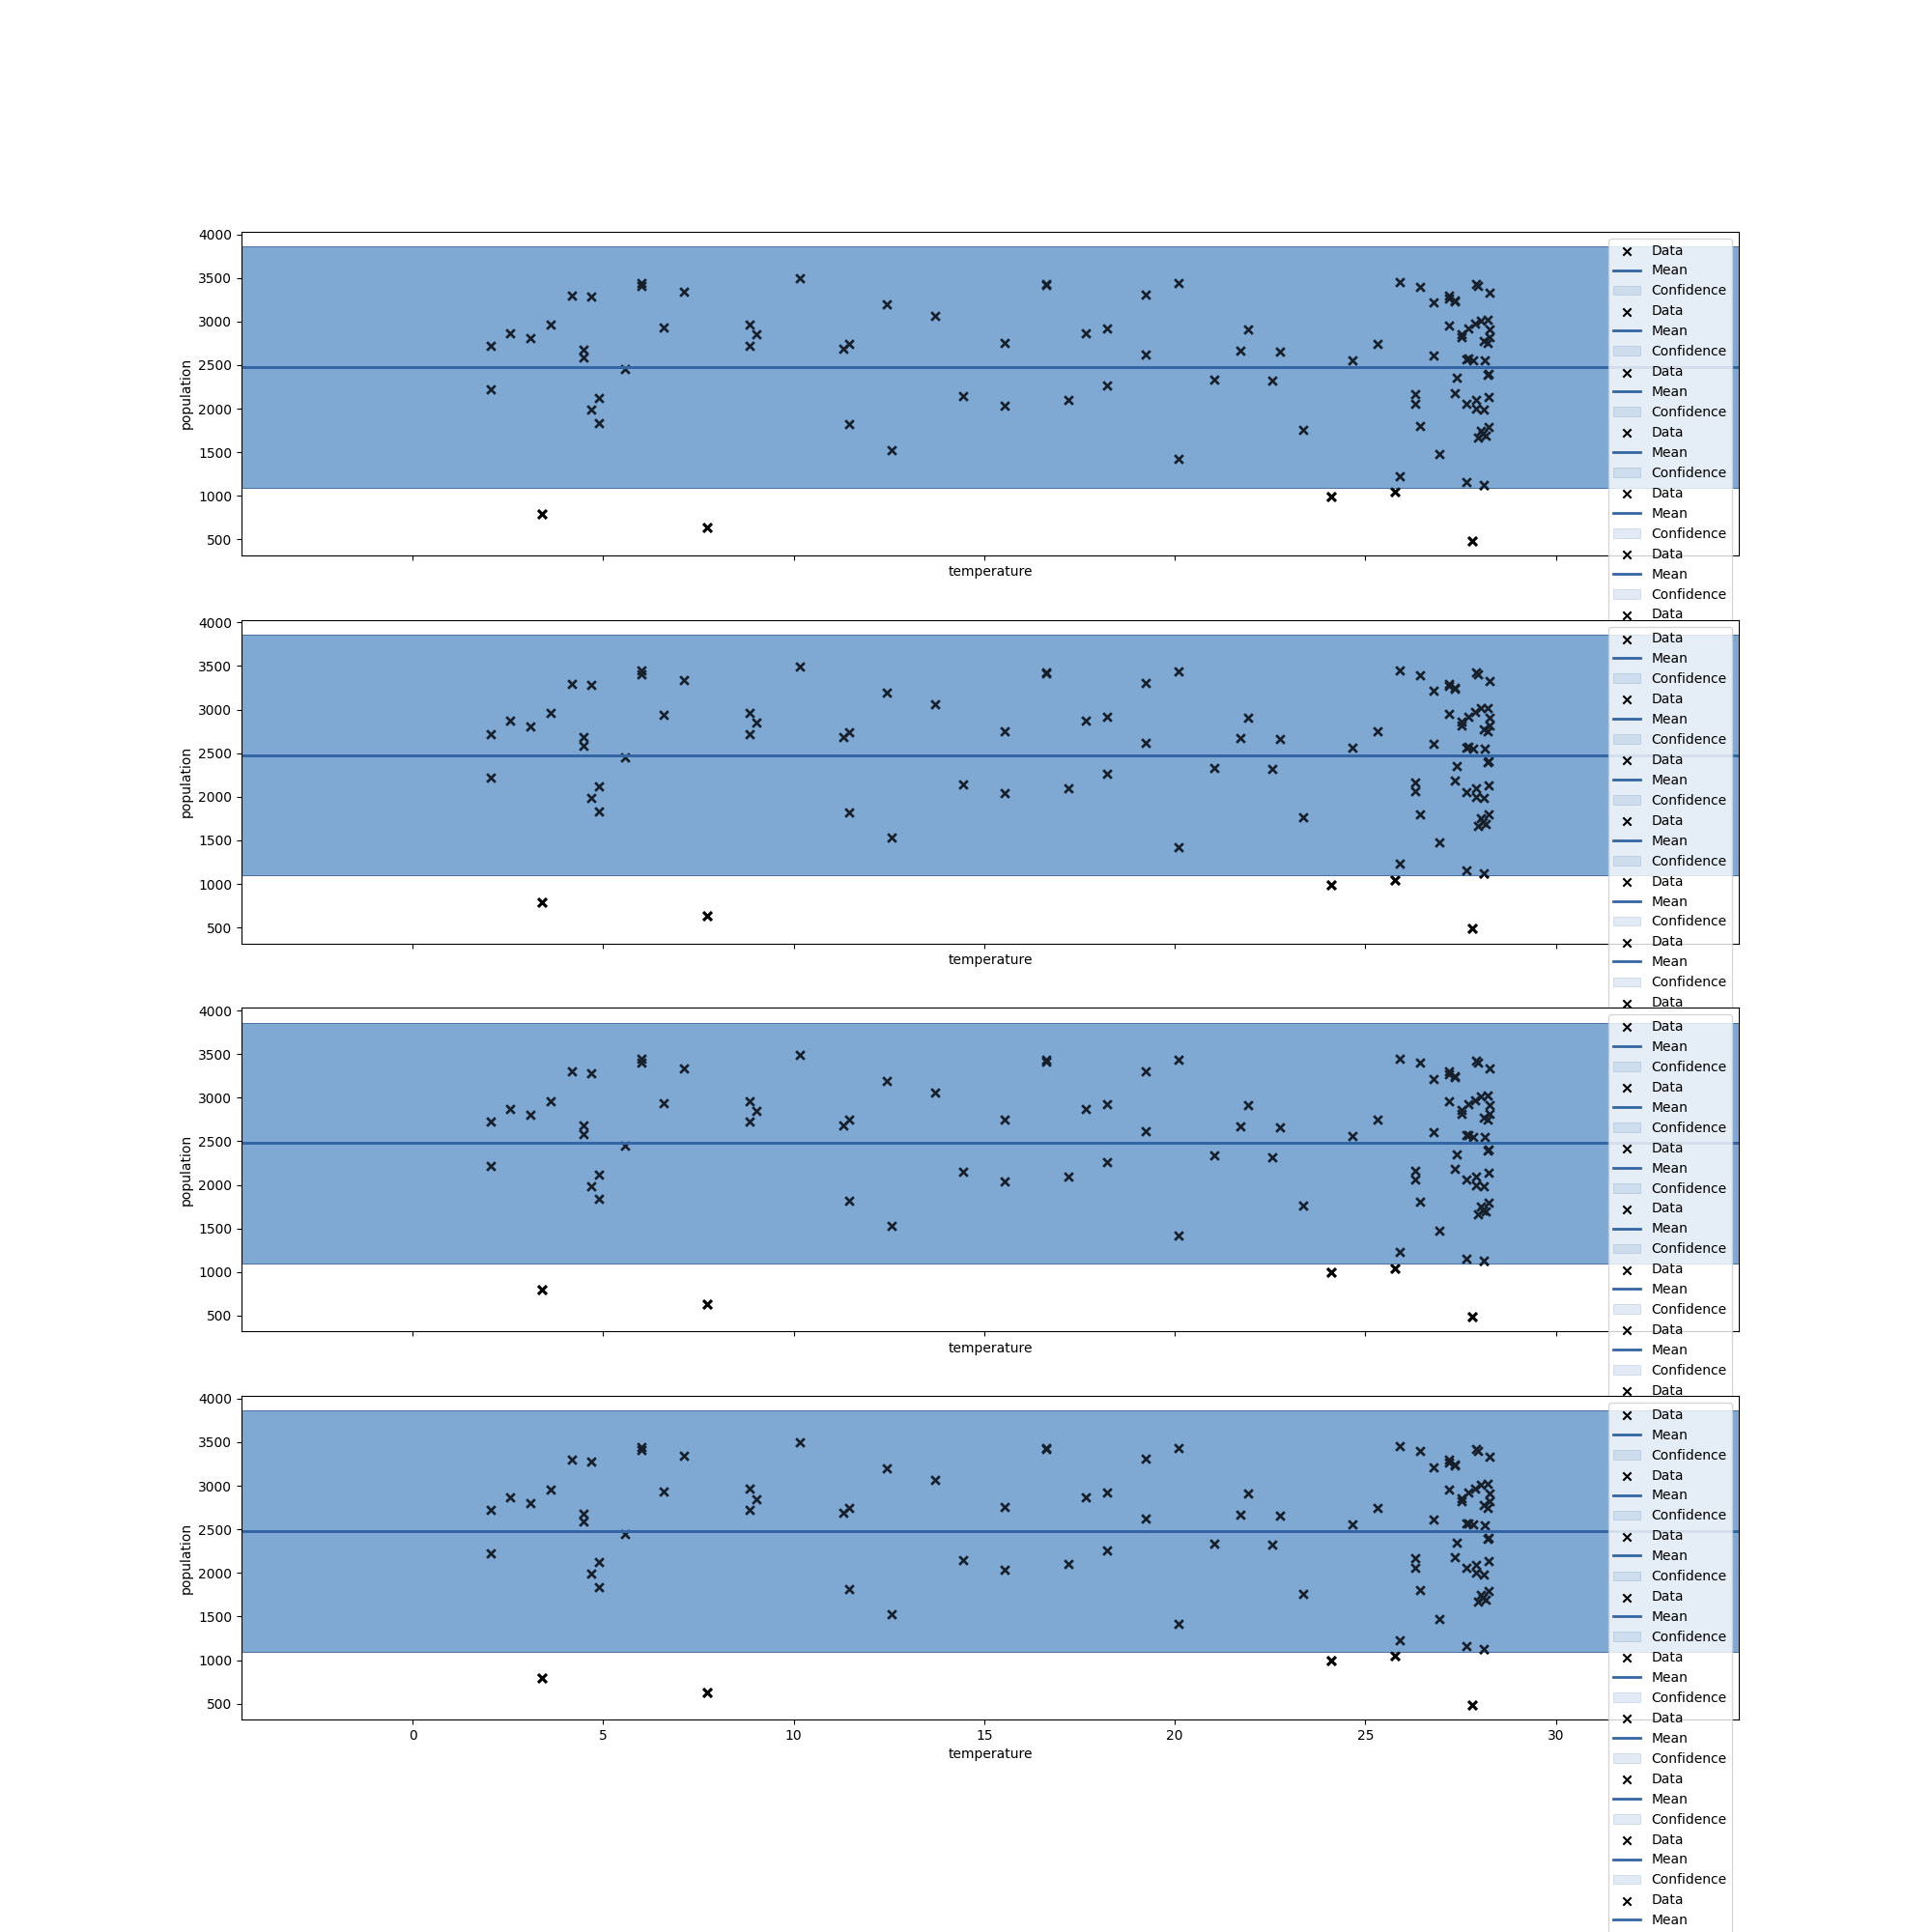 4000
3500
3000
2500
2000
1500
1000
500
population
temperature
Data
Mean
Confidence
Data
Mean
Confidence
Data
Mean
Confidence
Data
Mean
Confidence
Data
Mean
Confidence
Data
Mean
Confidence
Data
4000
3500
3000
2500
2000
1500
1000
500
population
temperature
Data
Mean
Confidence
Data
Mean
Confidence
Data
Mean
Confidence
Data
Mean
Confidence
Data
Mean
Confidence
Data
Mean
Confidence
Data
4000
3500
3000
2500
2000
1500
1000
500
population
temperature
Data
Mean
Confidence
Data
Mean
Confidence
Data
Mean
Confidence
Data
Mean
Confidence
Data
Mean
Confidence
Data
Mean
Confidence
Data
4000
3500
3000
2500
2000
1500
1000
500
population
0 5 10 15 20 25 30
temperature
Data
Mean
Confidence
Data
Mean
Confidence
Data
Mean
Confidence
Data
Mean
Confidence
Data
Mean
Confidence
Data
Mean
Confidence
Data
Mean
Confidence
Data
Mean
Confidence
Data
Mean